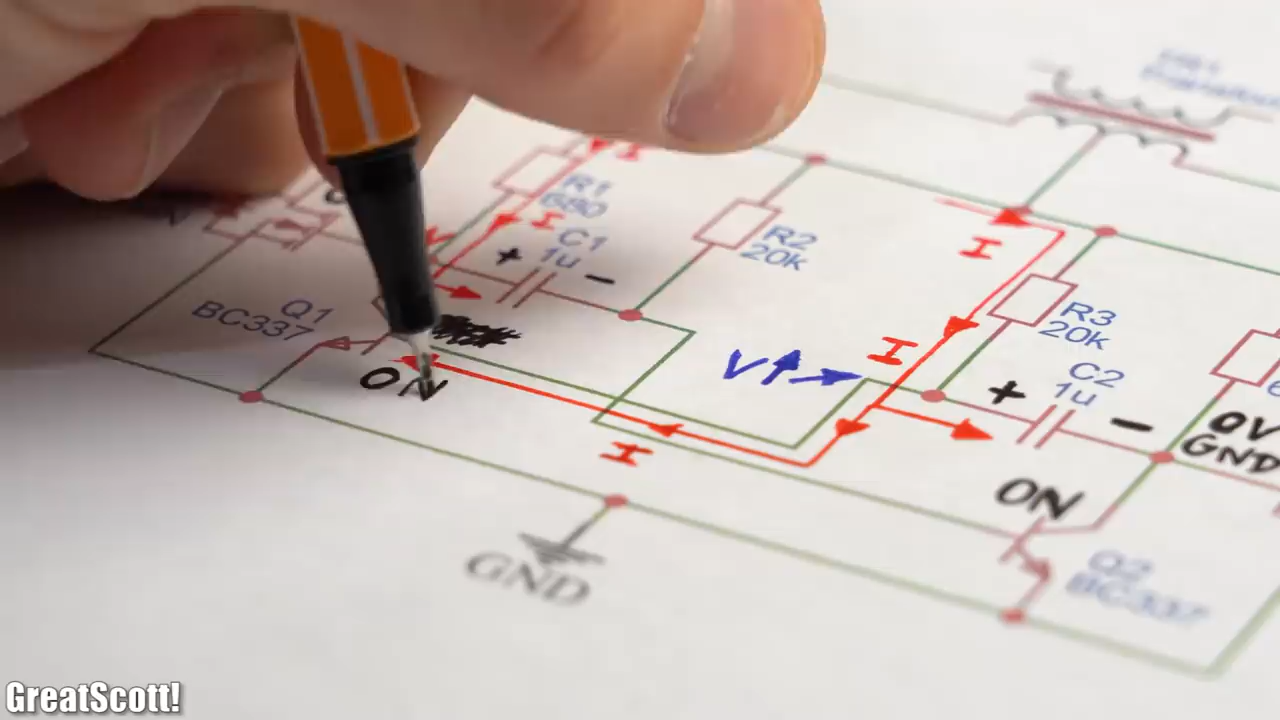 I
R1
680
I
C1
1u
+
-
R2
20k
I
R3
20k
I
V
C2
1u
+
-
0V
GND
Q1
BC337
ON
I
ON
Q2
BC337
GND
GreatScott!